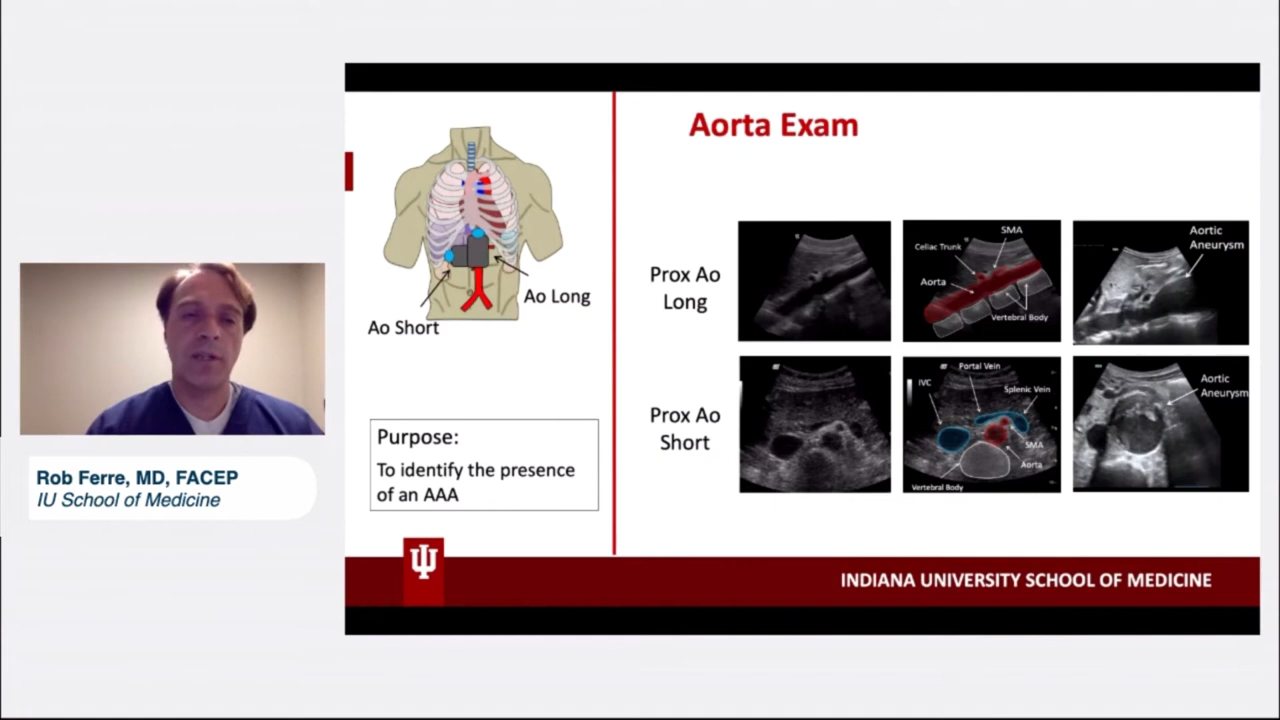 Rob Ferre, MD, FACEP
IU School of Medicine
Ao Long
Ao Short
Purpose:
To identify the presence
of an AAA
Aorta Exam
Prox Ao
Long
SMA
Celiac Trunk
Aorta
Vertebral Body
Aortic
Aneurysm
Prox Ao
Short
Portal Vein
IVC
Splenic Vein
SMA
Aorta
Vertebral Body
Aortic
Aneurysm
INDIANA UNIVERSITY SCHOOL OF MEDICINE